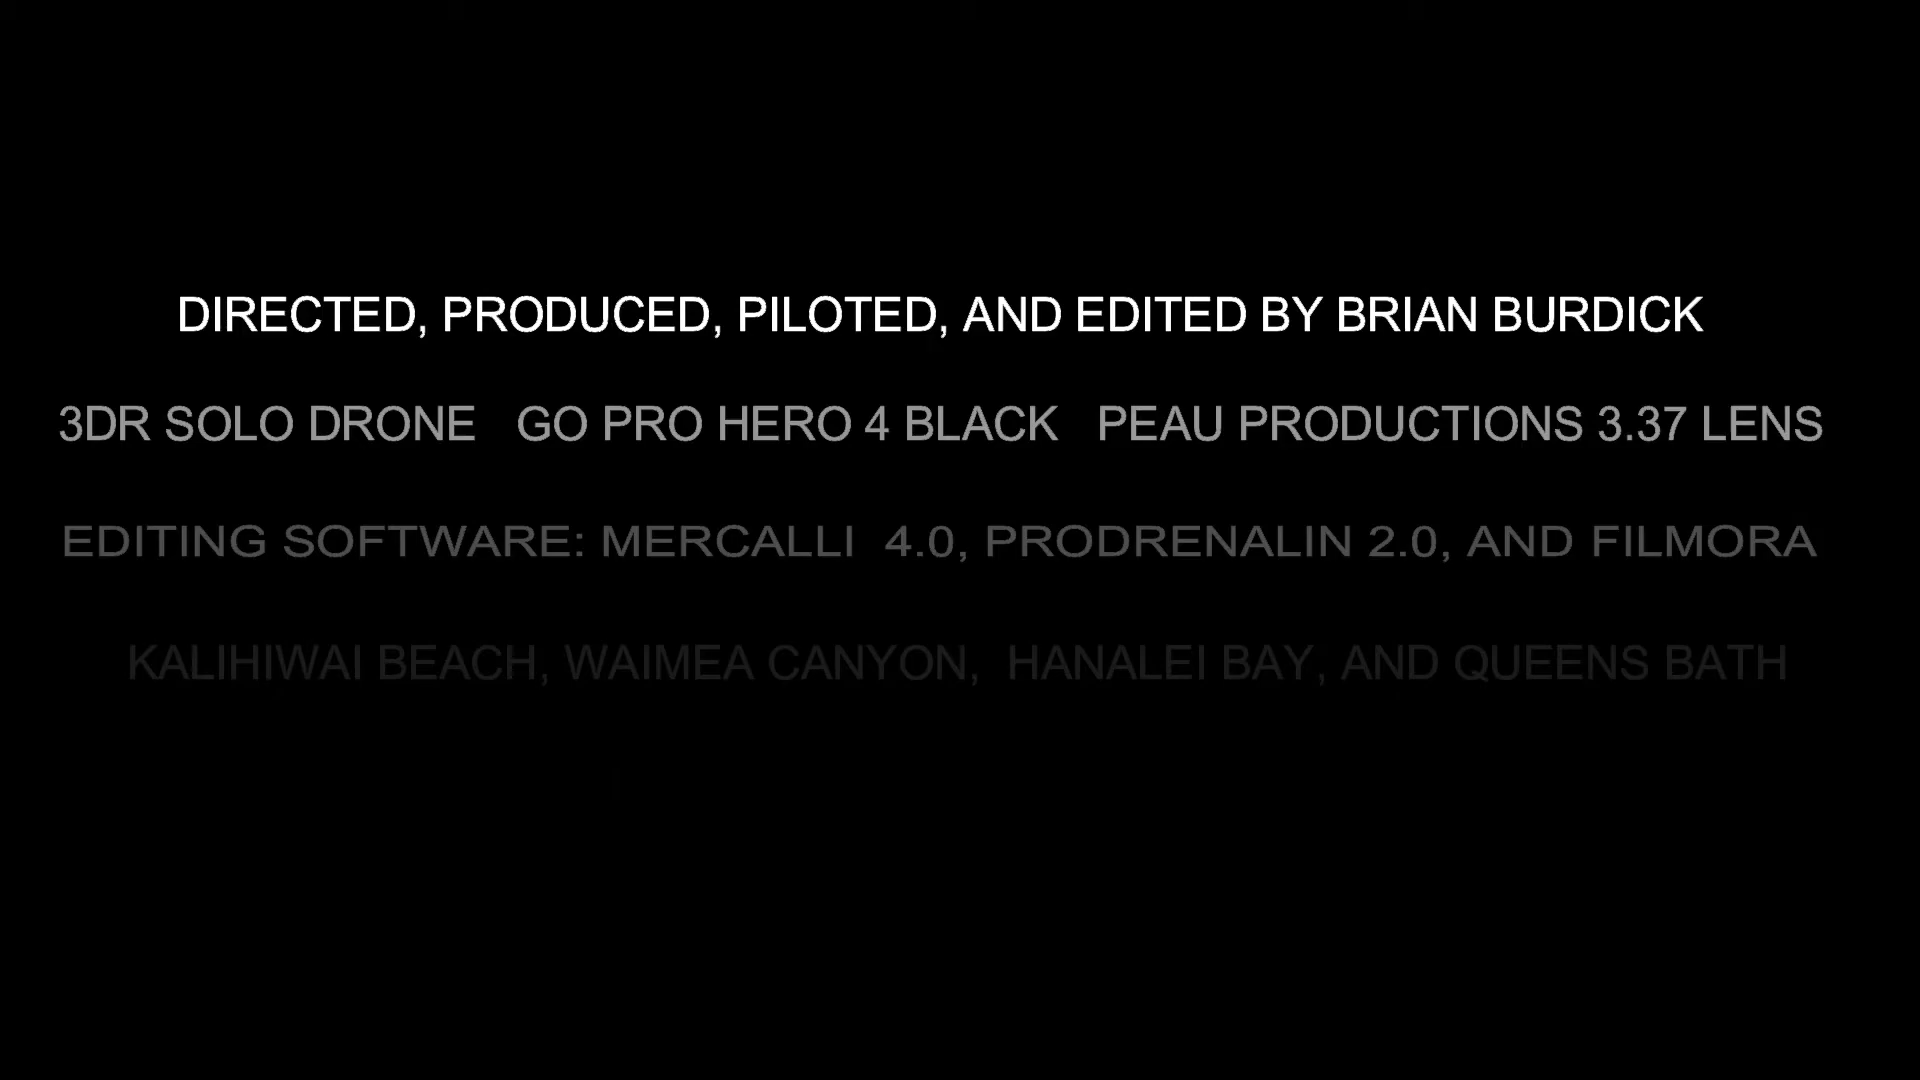 DIRECTED, PRODUCED, PILOTED, AND EDITED BY BRIAN BURDICK
3DR SOLO DRONE   GO PRO HERO 4 BLACK   PEAU PRODUCTIONS 3.37 LENS
EDITING SOFTWARE: MERCALLI  4.0, PRODRENALIN 2.0, AND FILMORA
KALIHIWAI BEACH, WAIMEA CANYON,  HANALEI BAY, AND QUEENS BATH